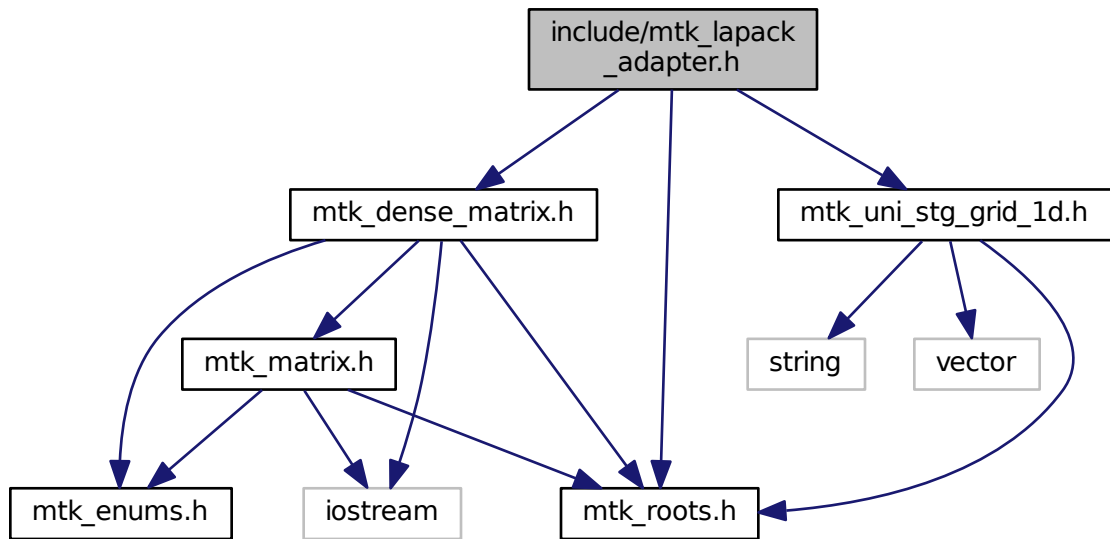 include/mtk_lapack
_adapter.h
mtk_dense_matrix.h
mtk_uni_stg_grid_1d.h
mtk_matrix.h
string
vector
mtk_enums.h
iostream
mtk_roots.h